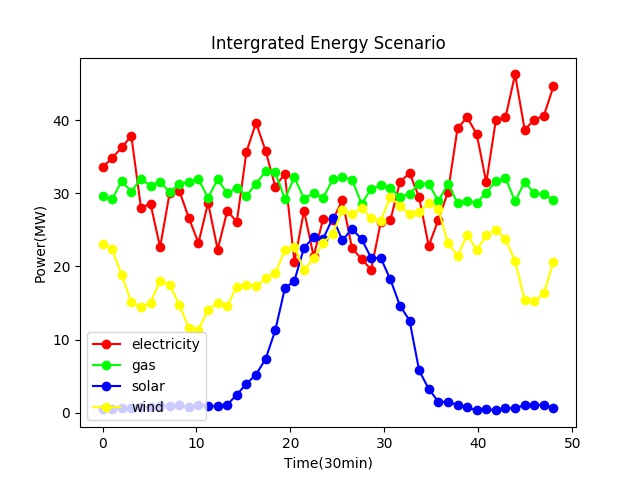 Intergrated Energy Scenario
Power(MW)
40
30
20
10
0
electricity
gas
solar
wind
0 10 20 30 40 50
Time(30min)